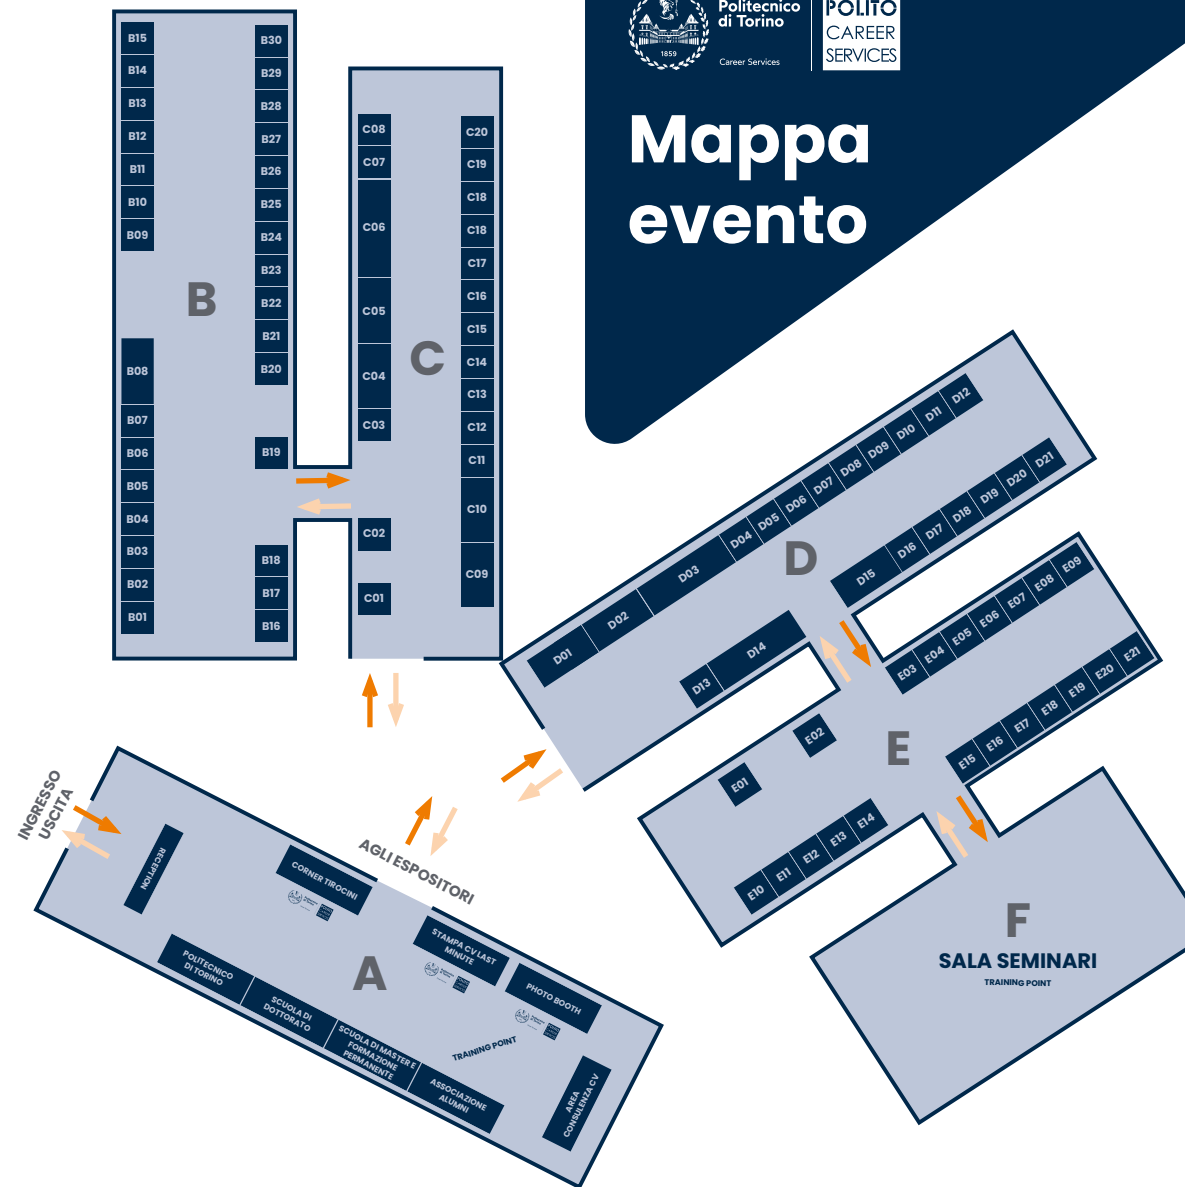 Politecnico
di Torino
1859
Career Services
POLITO
CAREER
SERVICES
Mappa
evento
B15
B14
B13
B12
B11
B10
B09
B08
B07
B06
B05
B04
B03
B02
B01
B
B30
B29
B28
B27
B26
B25
B24
B23
B22
B21
B20
B19
B18
B17
B16
C08
C07
C06
C05
C04
C03
C02
C01
C
C20
C19
C18
C18
C17
C16
C15
C14
C13
C12
C11
C10
C09
D01
D02
D03
D04
D05
D06
D07
D08
D09
D10
D11
D12
D
D13
D14
D15
D16
D17
D18
D19
D20
D21
E01
E02
E03
E04
E05
E06
E07
E08
E09
E
E10
E11
E12
E13
E14
E15
E16
E17
E18
E19
E20
E21
F
SALA SEMINARI
TRAINING POINT
INGRESSO
USCITA
AGLI ESPOSITORI
RECEPTION
CORNER TIROCINI
STAMPA CV LAST
MINUTE
PHOTO BOOTH
A
POLITECNICO
DI TORINO
SCUOLA DI
DOTTORATO
SCUOLA DI MASTER E
FORMAZIONE
PERMANENTE
ASSOCIAZIONE
ALUMNI
TRAINING POINT
AREA
CONSULENZA CV